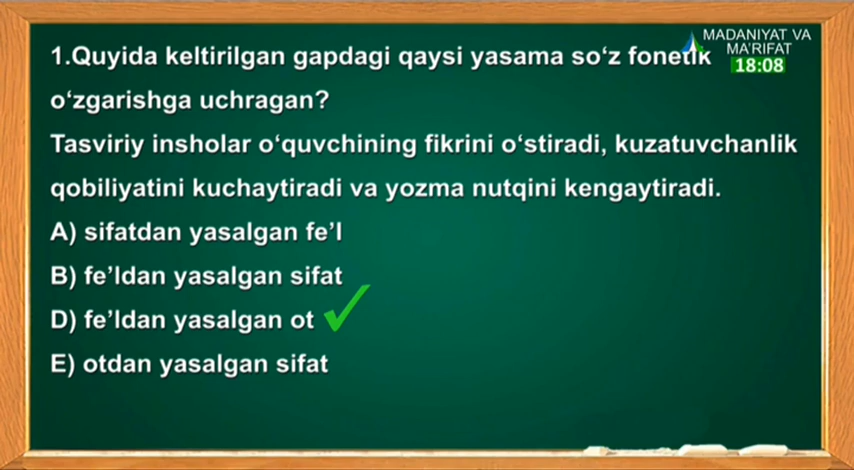 MADANIYAT VA
MA'RIFAT
18:08
1.Quyida keltirilgan gapdagi qaysi yasama so‘z fonetik
o‘zgarishga uchragan?
Tasviriy insholar o‘quvchining fikrini o‘stiradi, kuzatuvchanlik
qobiliyatini kuchaytiradi va yozma nutqini kengaytiradi.
A) sifatdan yasalgan fe’l
B) fe’ldan yasalgan sifat
D) fe’ldan yasalgan ot
E) otdan yasalgan sifat